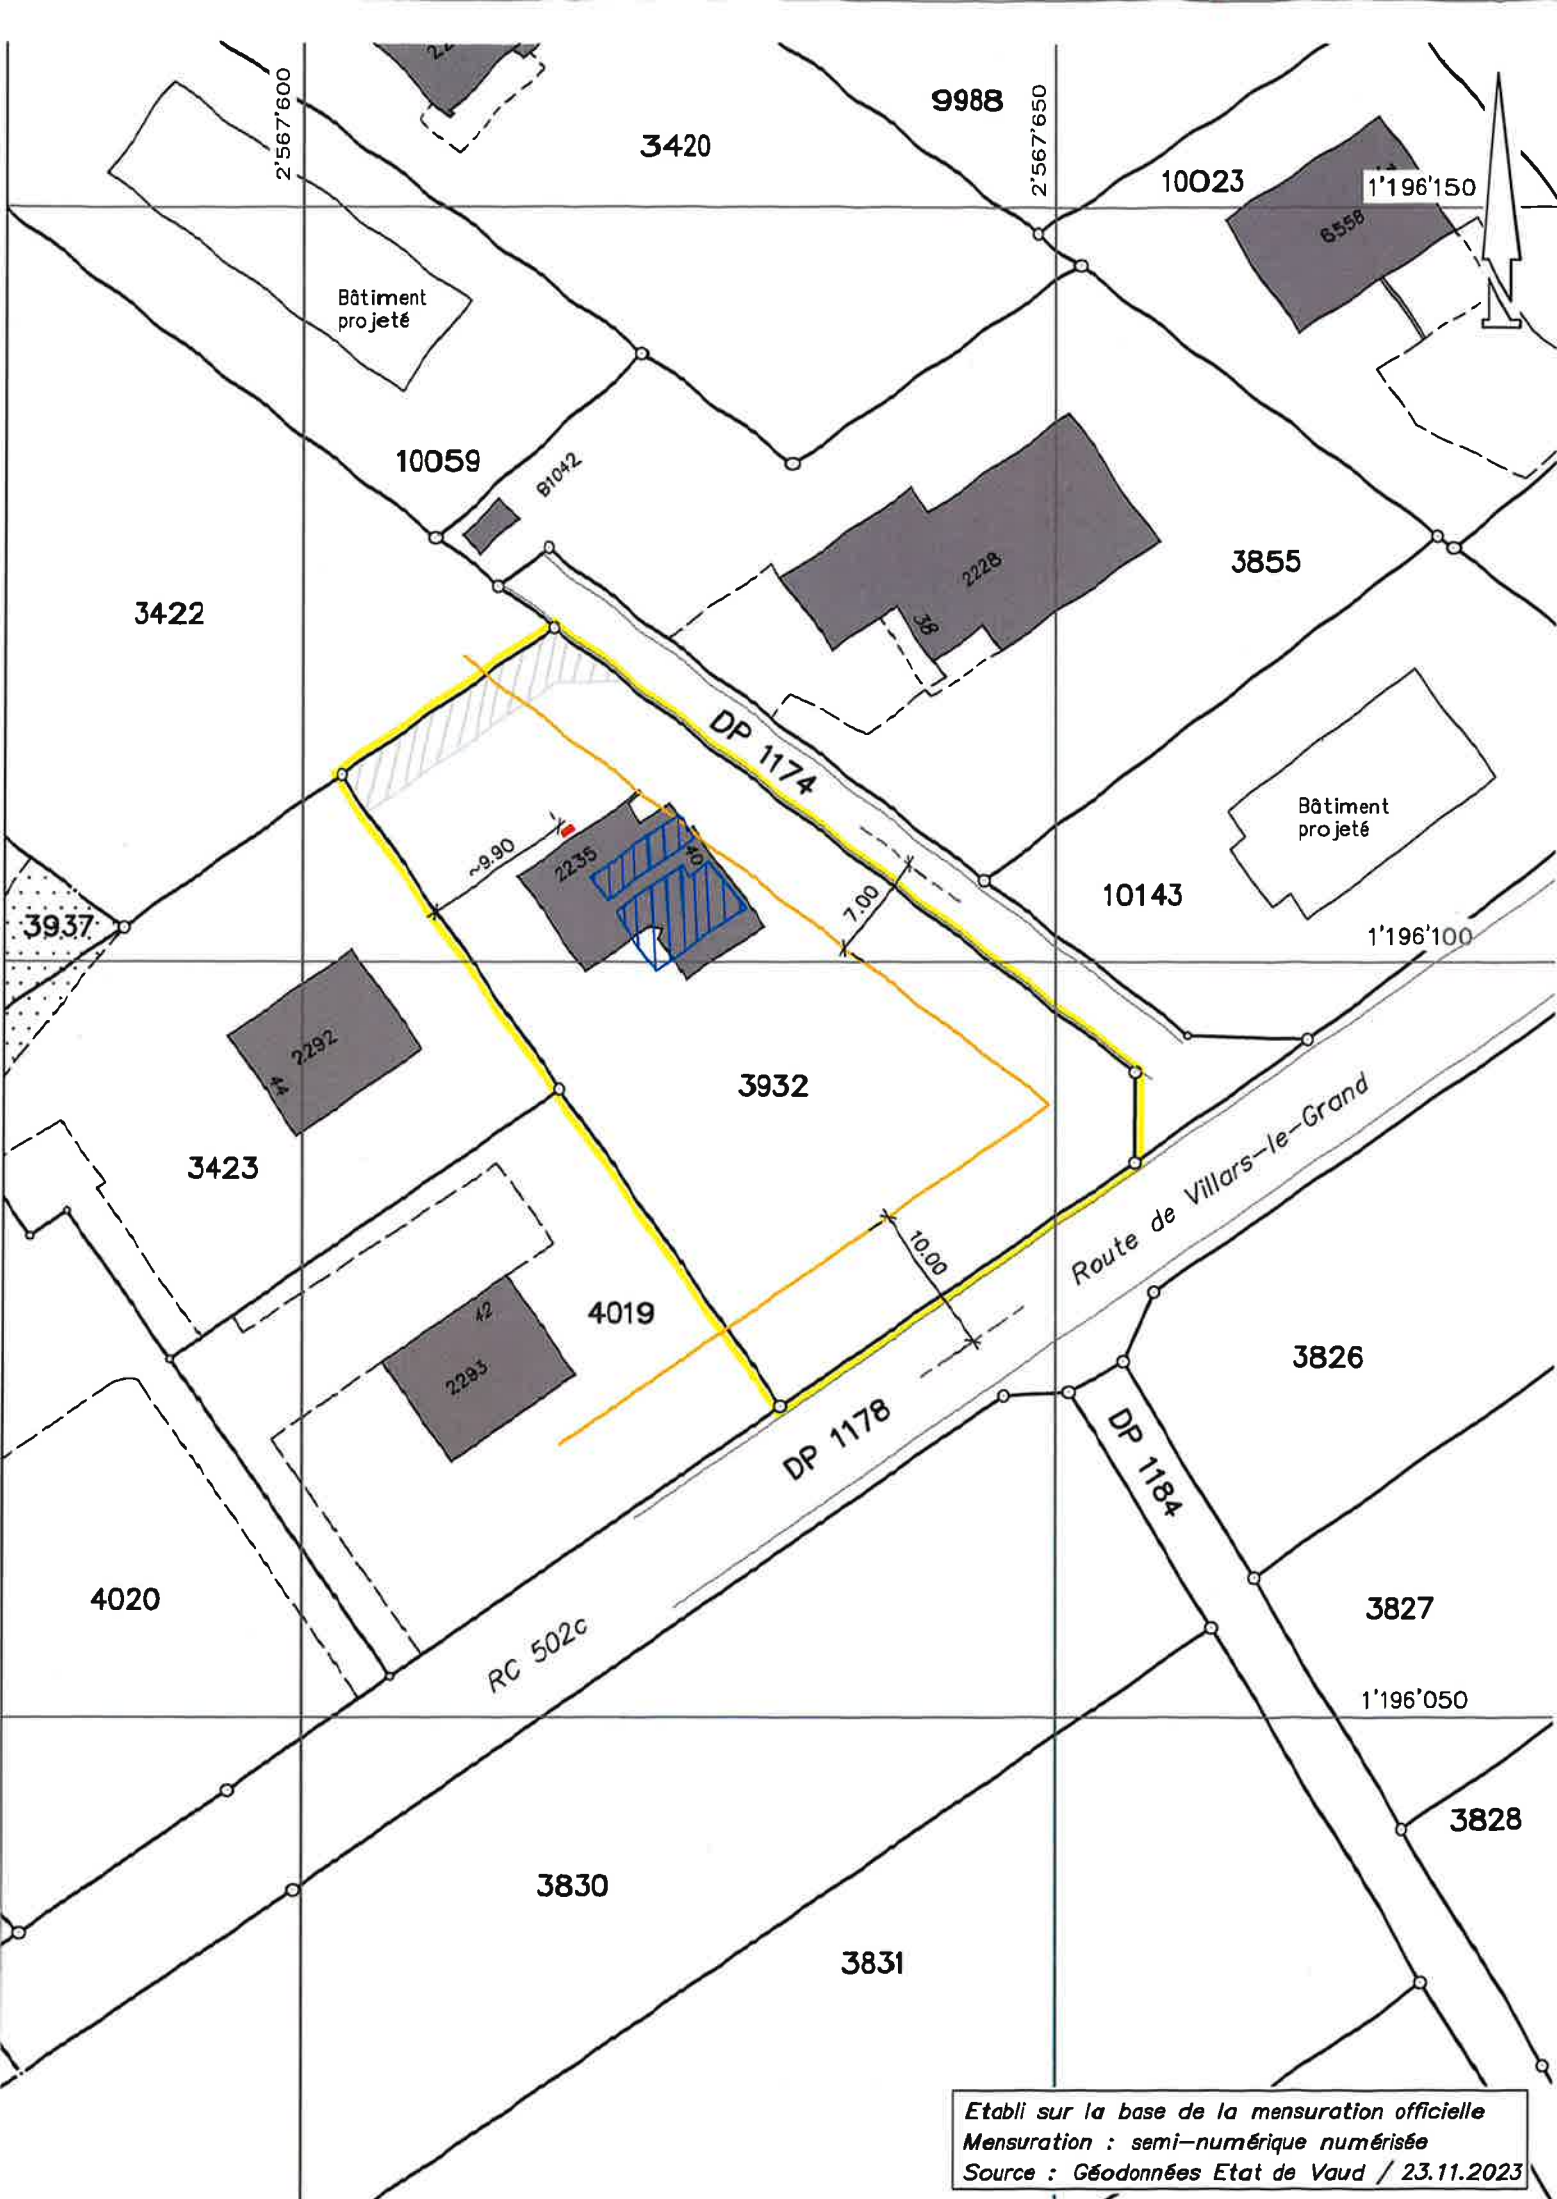 2'567'600
2'567'650
9988
3420
10023
1'196'150
6558
Bâtiment
projeté
10059
B1042
3422
2228
38
3855
DP 1174
Bâtiment
projeté
~9.90
2235
40
7.00
10143
3937
1'196'100
2292
44
3932
3423
Route de Villars-le-Grand
10.00
42
4019
2293
3826
DP 1178
DP 1184
4020
3827
RC 502c
1'196'050
3828
3830
3831
Etabli sur la base de la mensuration officielle
Mensuration : semi-numérique numérisée
Source : Géodonnées Etat de Vaud / 23.11.2023